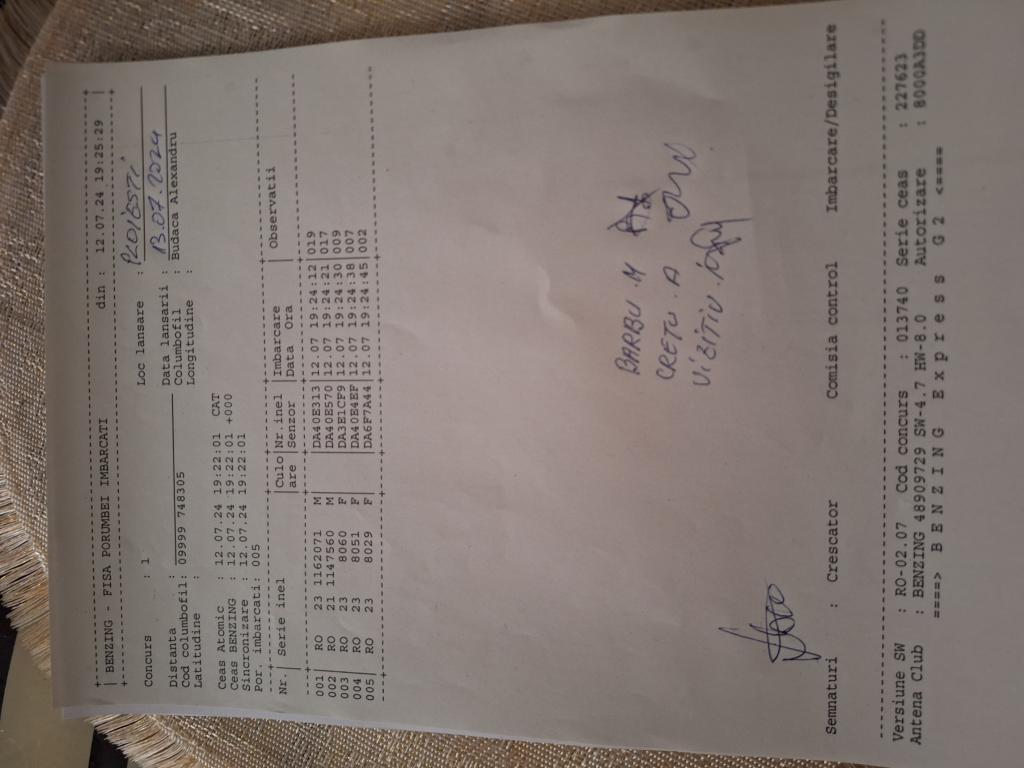 | BENZING - FISA PORUMBEI IMBARCATI din : 12.07.24 19:25:29 |
Concurs : 1 Loc lansare :
Distanta : Data lansarii : 13.07.2024
Cod columbofil: 09999 748305 Columbofil : Budaca Alexandru
Latitudine : Longitudine :
Ceas Atomic : 12.07.24 19:22:01 CAT
Ceas BENZING : 12.07.24 19:22:01 +000
Sincronizare : 12.07.24 19:22:01
Por. imbarcati: 005
Nr.| Serie inel |Culo|Nr.inel |Imbarcare | Observatii
| |are |Senzor |Data Ora |
001| RO 23 1162071 M | |DA40E313|12.07 19:24:12|019
002| RO 21 1147560 M | |DA40E570|12.07 19:24:21|017
003| RO 23 8060 F | |DA3E1CF9|12.07 19:24:30|009
004| RO 23 8051 F | |DA40E4EF|12.07 19:24:38|007
005| RO 23 8029 F | |DA6F7A44|12.07 19:24:45|002
BARBU .M
CRETU .A
VIZITIU
Semnaturi : Crescator Comisia control Imbarcare/Desigilare
Versiune SW : RO-02.07 Cod concurs : 013740 Serie ceas : 227623
Antena Club : BENZING 48909729 SW-4.7 HW-8.0 Autorizare : 8000A3DD
====> B E N Z I N G E x p r e s s G 2 <====